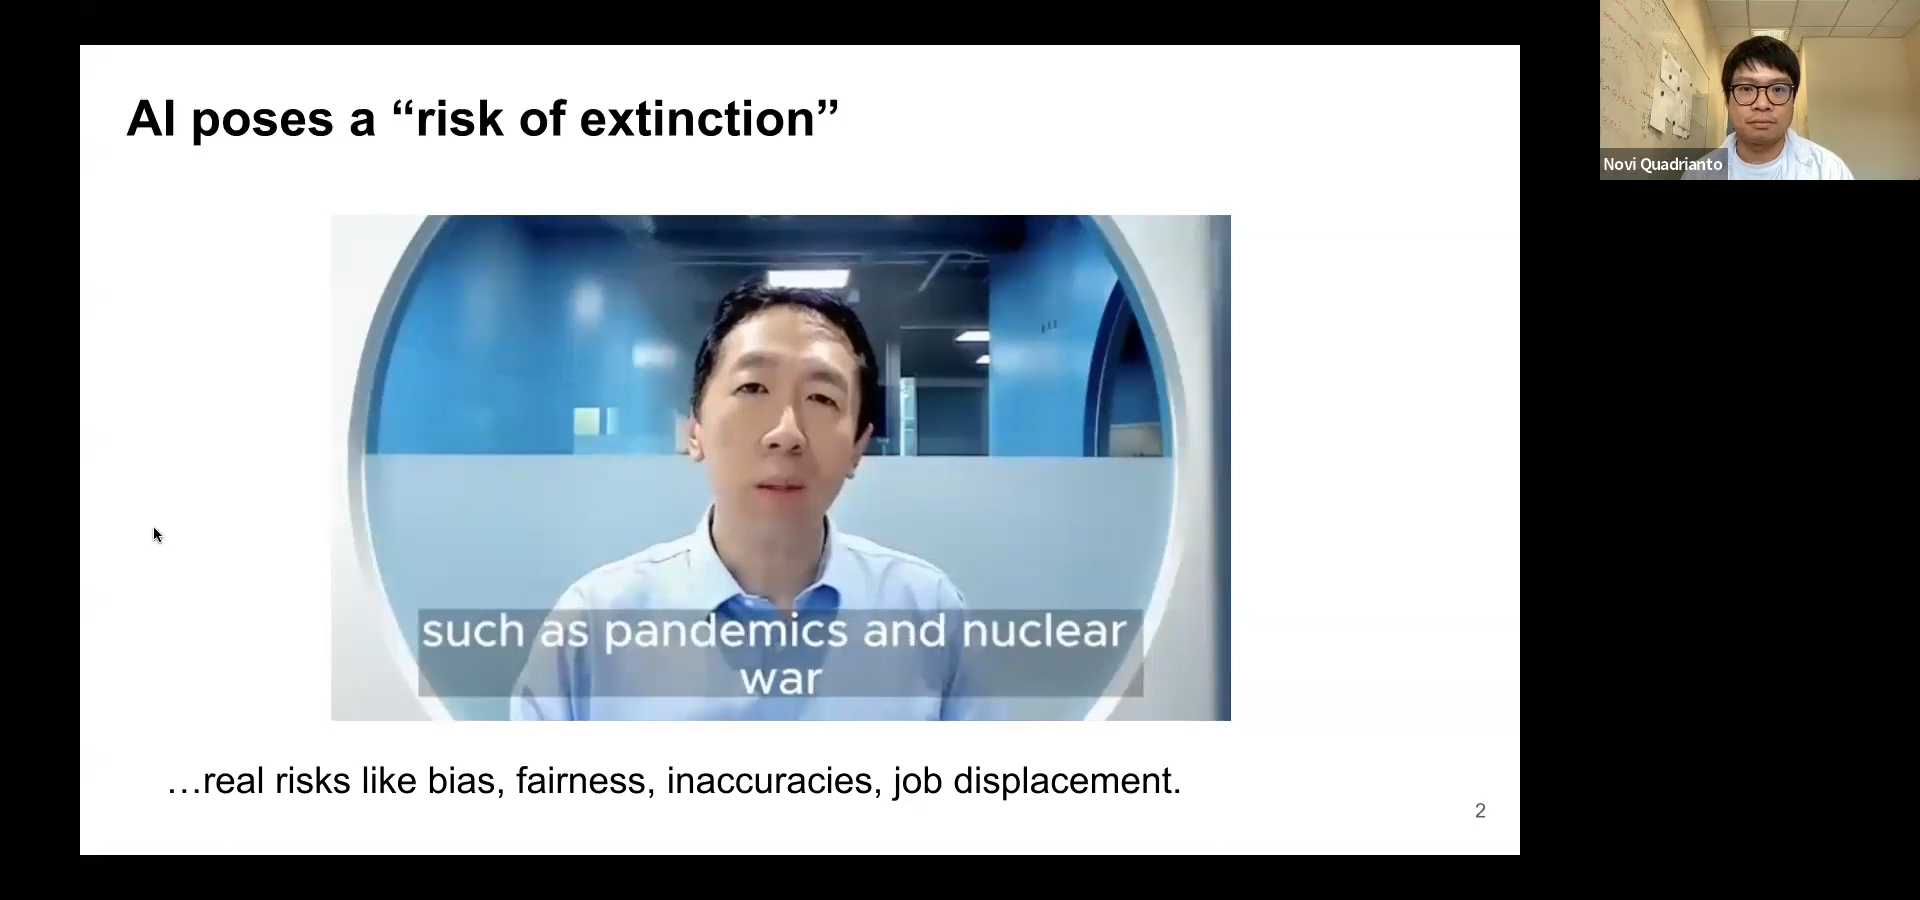 AI poses a “risk of extinction”
such as pandemics and nuclear
war
…real risks like bias, fairness, inaccuracies, job displacement.
2
Novi Quadrianto